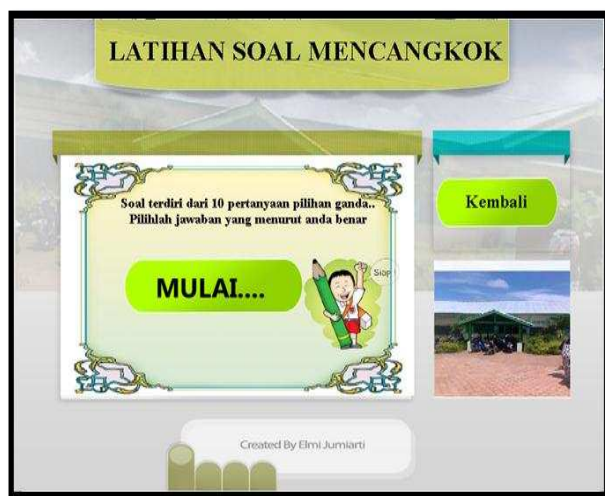 LATIHAN SOAL MENCANGKOK
Soal terdiri dari 10 pertanyaan pilihan ganda..
Pilihlah jawaban yang menurut anda benar
MULAI....
Siap
Kembali
Created By Elmi Jumiarti